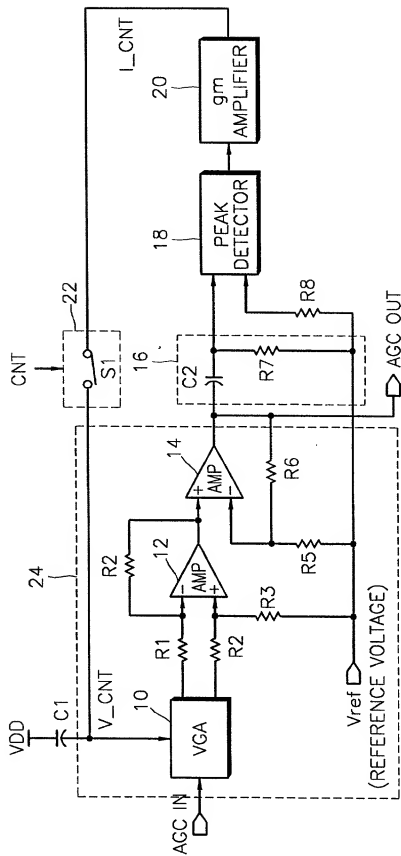 I_CNT
20
gm
AMPLIFIER
18
PEAK
DETECTOR
22
CNT
S1
16
C2
R7
R8
AGC OUT
24
14
AMP
+
−
R6
R5
R2
12
AMP
−
+
R3
R1
R2
VDD
C1
V_CNT
10
VGA
AGC IN
Vref
(REFERENCE VOLTAGE)